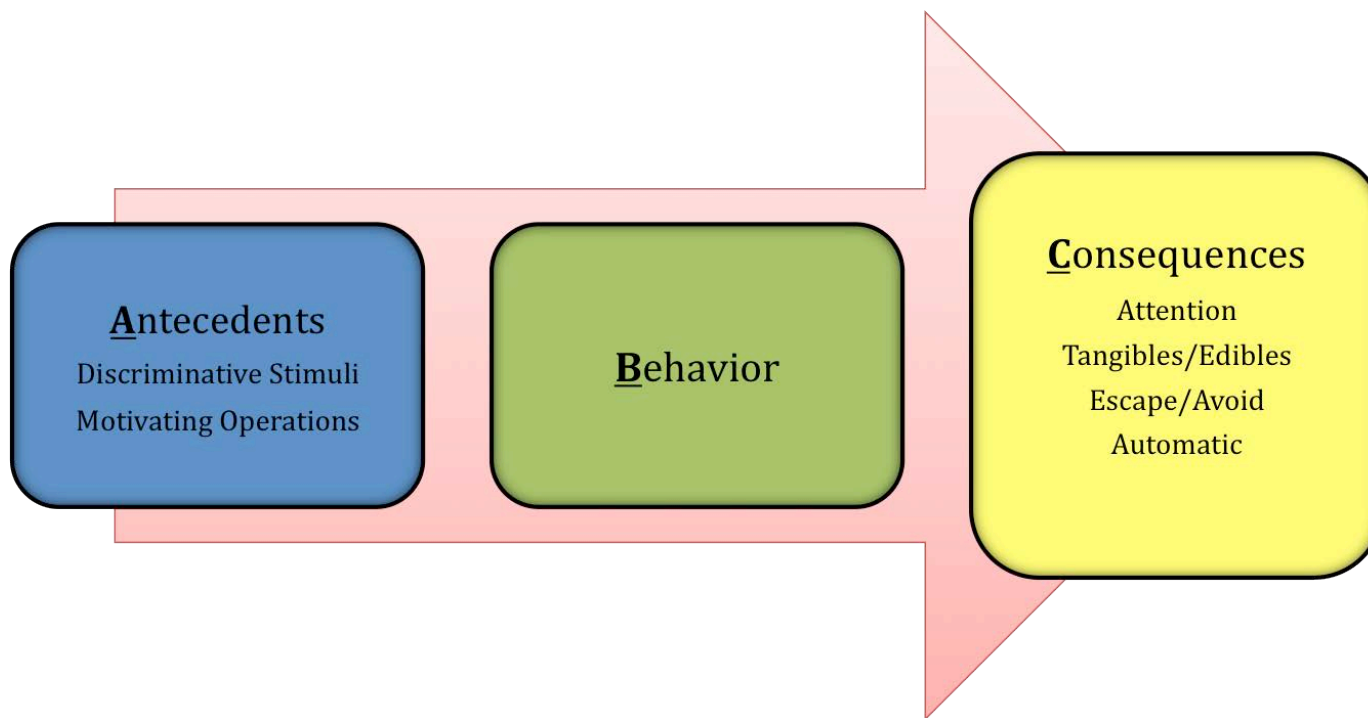 Antecedents
Discriminative Stimuli
Motivating Operations
Behavior
Consequences
Attention
Tangibles/Edibles
Escape/Avoid
Automatic